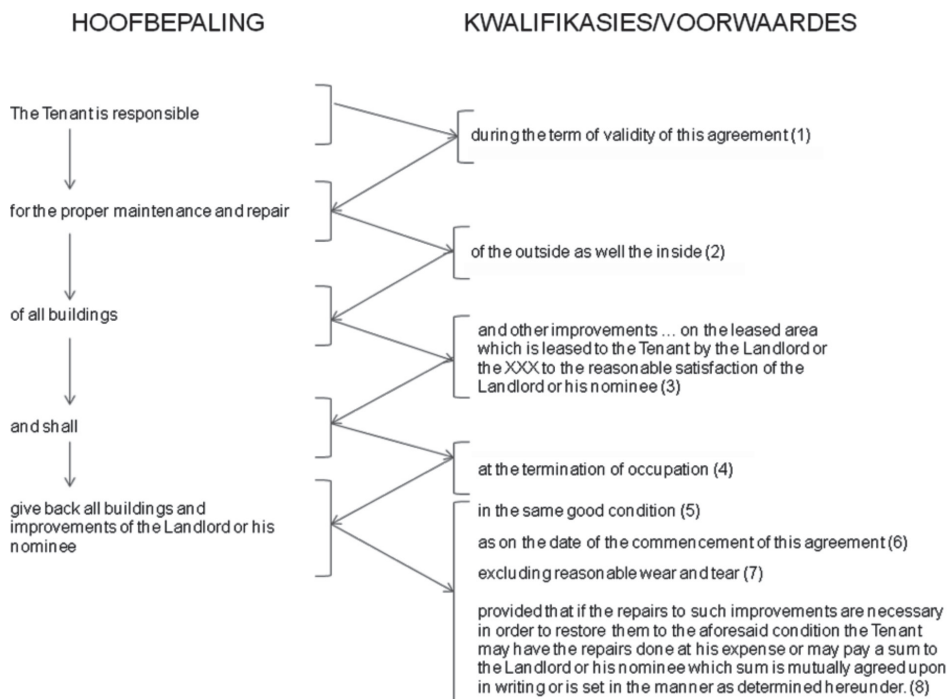 HOOFBEPALING
KWALIFIKASIES/VOORWAARDES
The Tenant is responsible
during the term of validity of this agreement (1)
for the proper maintenance and repair
of the outside as well the inside (2)
of all buildings
and other improvements ... on the leased area
which is leased to the Tenant by the Landlord or
the XXX to the reasonable satisfaction of the
Landlord or his nominee (3)
and shall
at the termination of occupation (4)
give back all buildings and
improvements of the Landlord or his
nominee
in the same good condition (5)
as on the date of the commencement of this agreement (6)
excluding reasonable wear and tear (7)
provided that if the repairs to such improvements are necessary
in order to restore them to the aforesaid condition the Tenant
may have the repairs done at his expense or may pay a sum to
the Landlord or his nominee which sum is mutually agreed upon
in writing or is set in the manner as determined hereunder. (8)